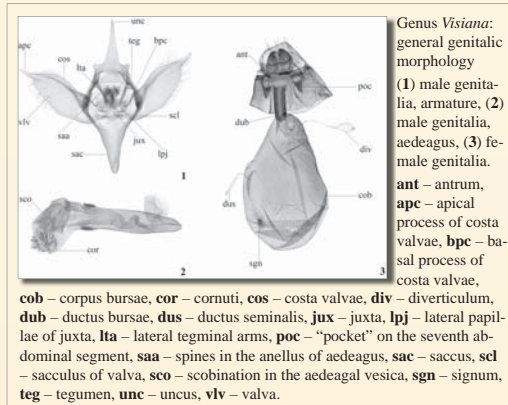 unc
apc
cos
lta
teg
bpc
vlv
saa
sac
scl
jux
lpj
1
sco
cor
2
ant
poc
dub
div
dus
cob
sgn
3
Genus Visiana:
general genitalic
morphology
(1) male genita-
lia, armature, (2)
male genitalia,
aedeagus, (3) fe-
male genitalia.
ant – antrum,
apc – apical
process of costa
valvae, bpc – ba-
sal process of
costa valvae,
cob – corpus bursae, cor – cornuti, cos – costa valvae, div – diverticulum,
dub – ductus bursae, dus – ductus seminalis, jux – juxta, lpj – lateral papil-
lae of juxta, lta – lateral tegminal arms, poc – “pocket” on the seventh ab-
dominal segment, saa – spines in the anellus of aedeagus, sac – saccus, scl
- sacculus of valva, sco – scobination in the aedeagal vesica, sgn – signum,
teg – tegumen, unc – uncus, vlv – valva.